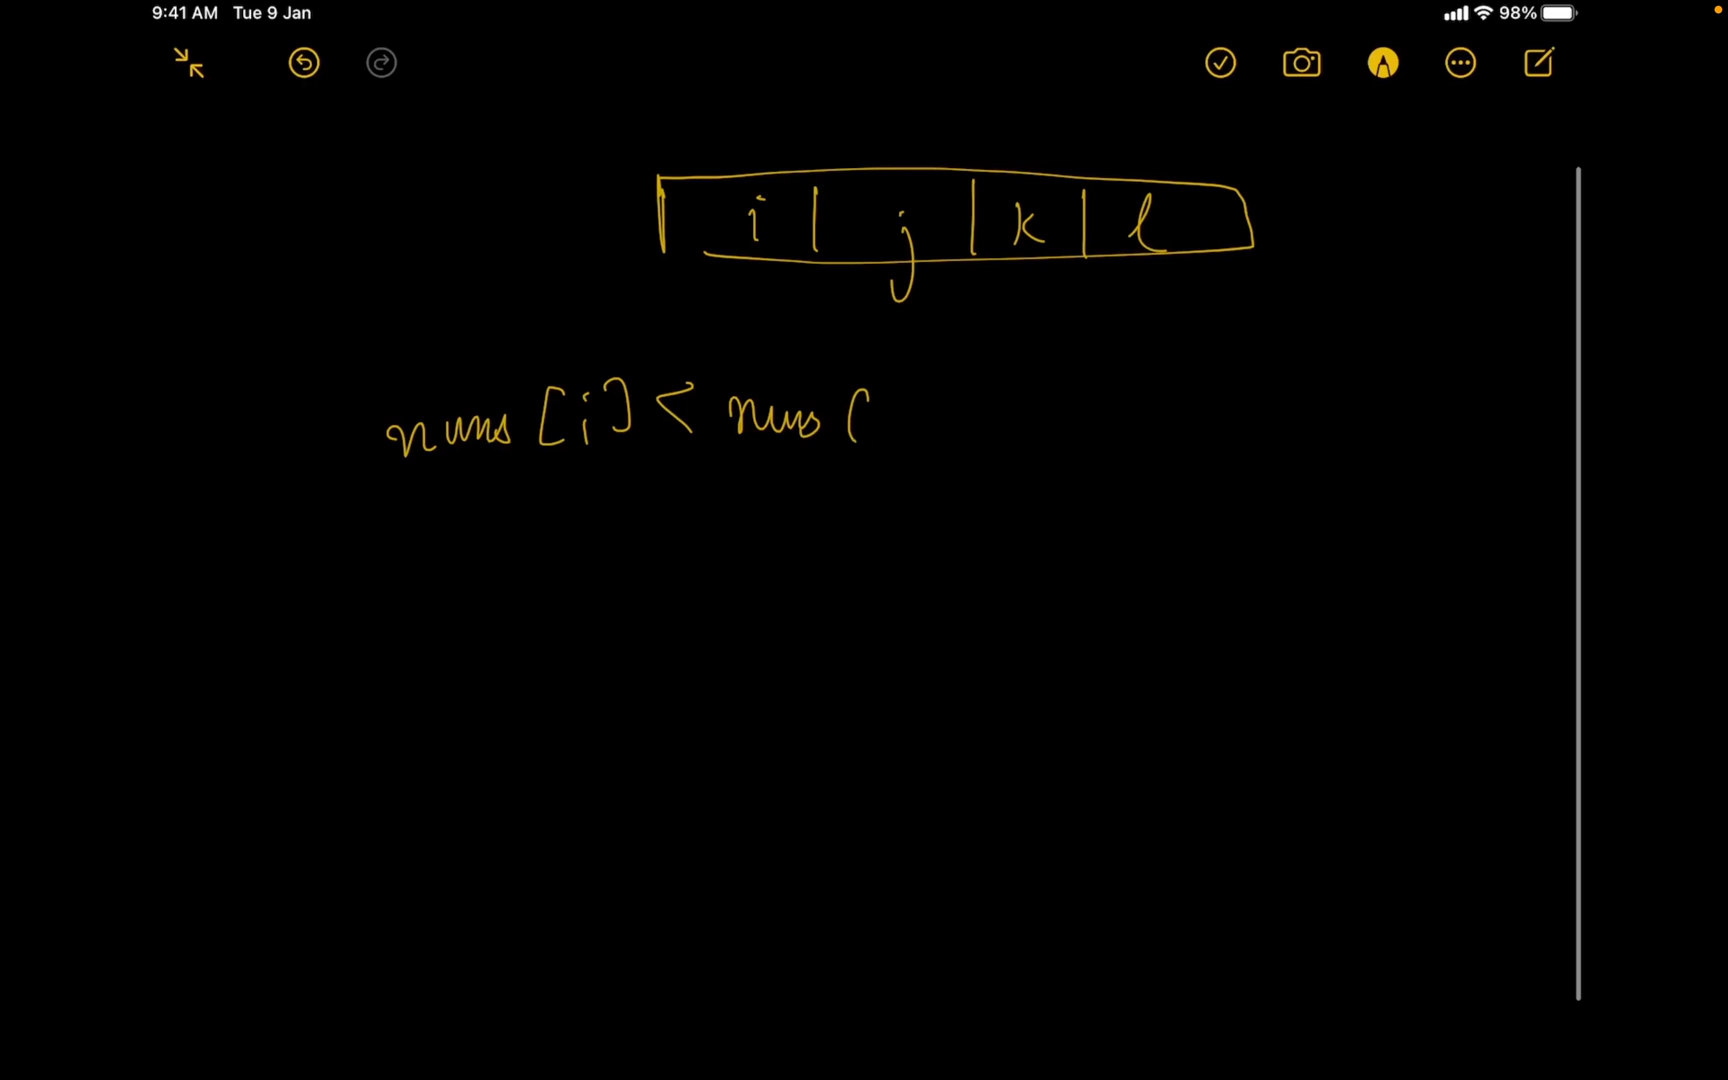 9:41 AM Tue 9 Jan 98%
i | j | k | l
nums [i] < nums (